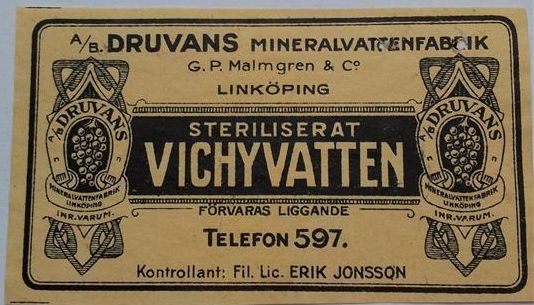 A/B. DRUVANS MINERALVATTENFABRIK
G. P. Malmgren & Co
LINKÖPING
A/B DRUVANS
MINERALVATTENFABRIK
LINKÖPING
INR. VARUM.
STERILISERAT
VICHYVATTEN
FÖRVARAS LIGGANDE
TELEFON 597.
A/B DRUVANS
MINERALVATTENFABRIK
LINKÖPING
INR. VARUM.
Kontrollant: Fil. Lic. ERIK JONSSON